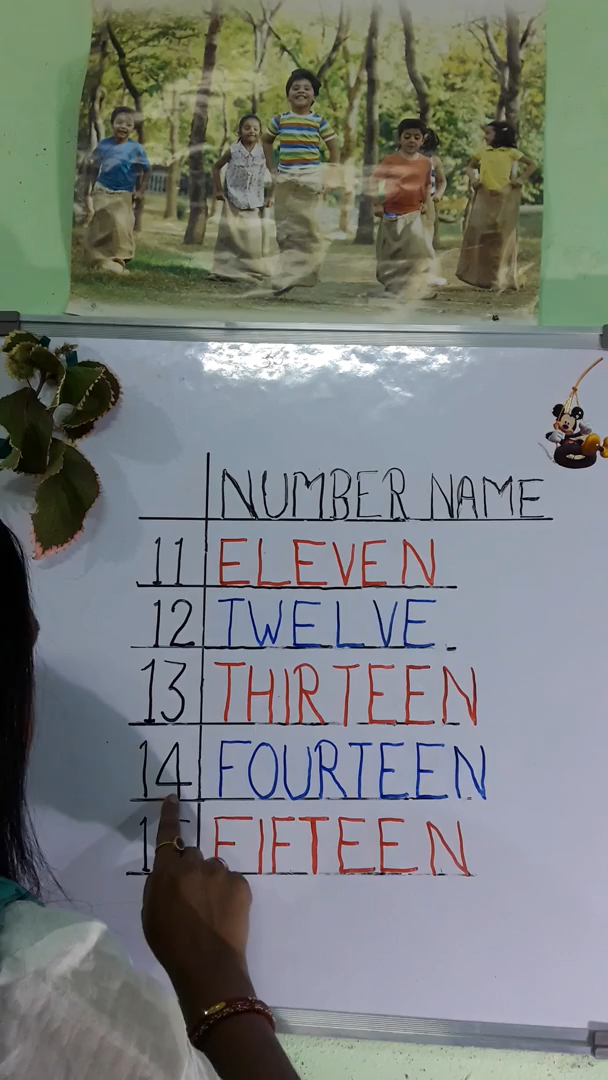 NUMBER NAME
11 ELEVEN
12 TWELVE.
13 THIRTEEN
14 FOURTEEN
FIFTEEN